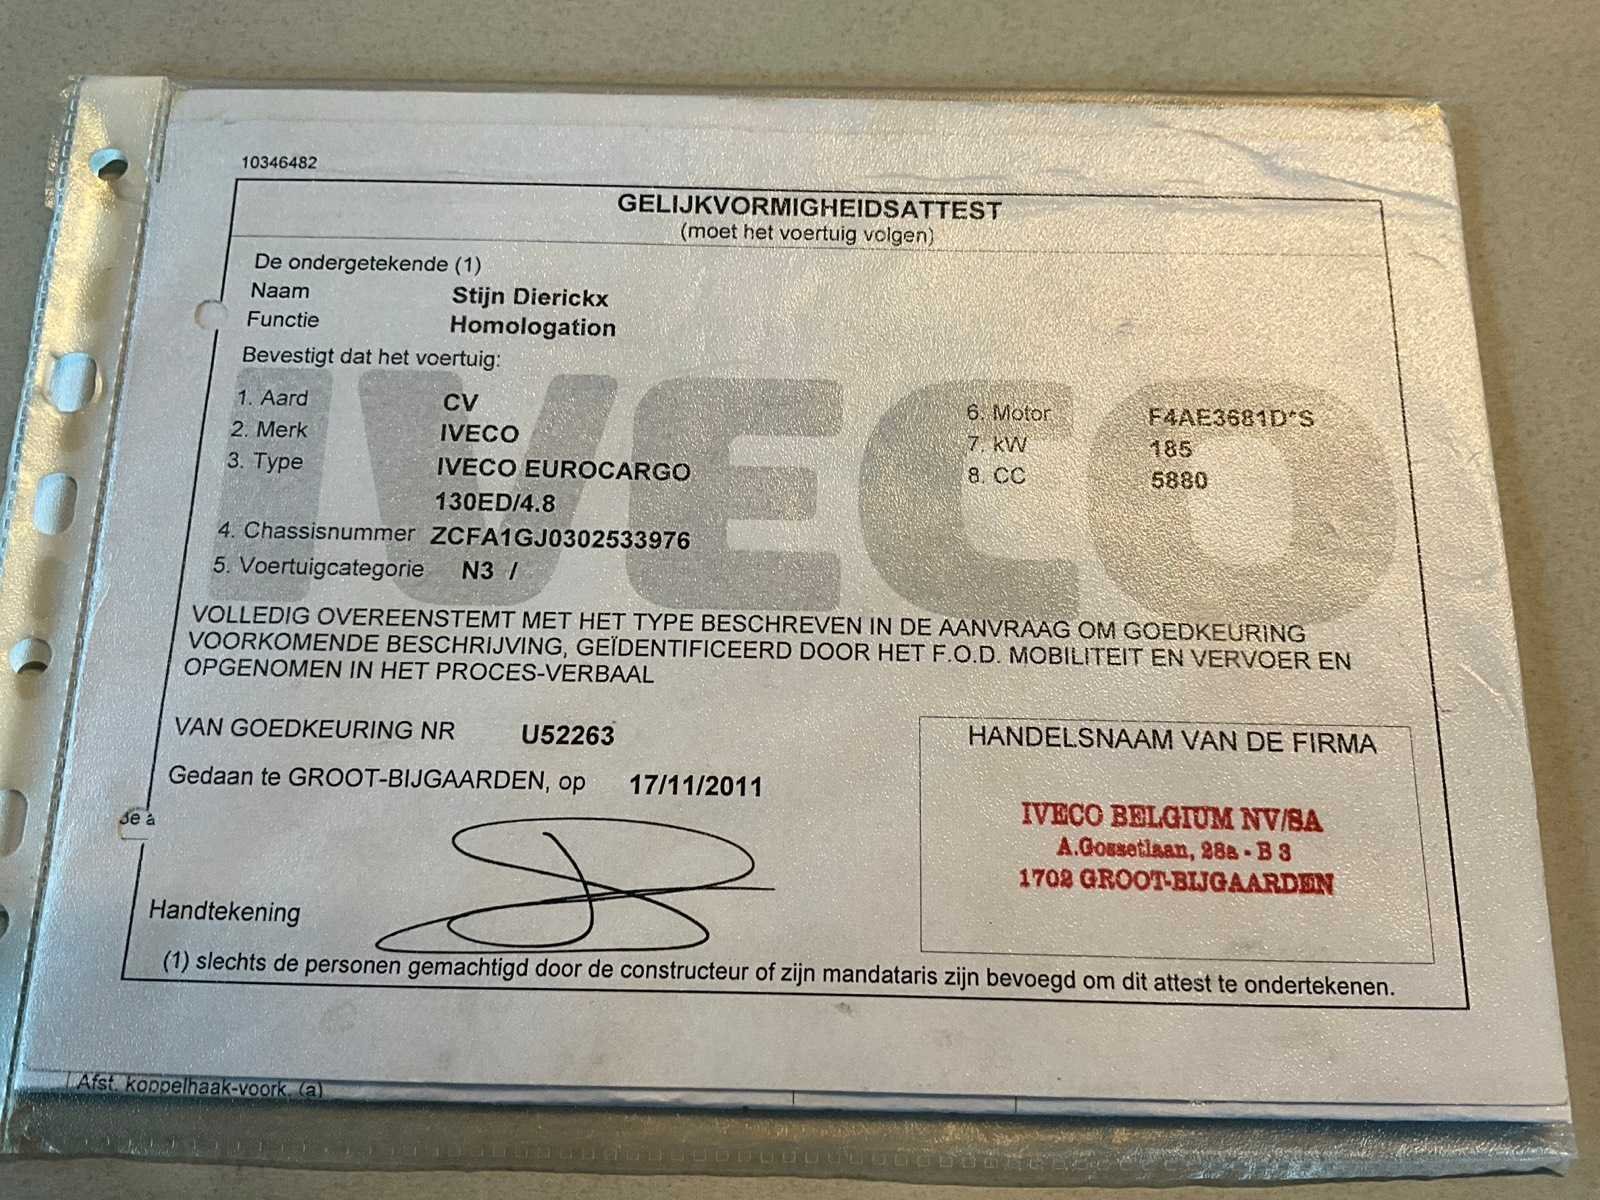 10346482
GELIJKVORMIGHEIDSATTEST
(moet het voertuig volgen)
De ondergetekende (1)
Naam Stijn Dierickx
Functie Homologation
Bevestigt dat het voertuig:
IVECO
1. Aard CV 6. Motor F4AE3681D*S
2. Merk IVECO 7. kW 185
3. Type IVECO EUROCARGO 8. CC 5880
130ED/4.8
4. Chassisnummer ZCFA1GJ0302533976
5. Voertuigcategorie N3 /
VOLLEDIG OVEREENSTEMT MET HET TYPE BESCHREVEN IN DE AANVRAAG OM GOEDKEURING
VOORKOMENDE BESCHRIJVING, GEÏDENTIFICEERD DOOR HET F.O.D. MOBILITEIT EN VERVOER EN
OPGENOMEN IN HET PROCES-VERBAAL
VAN GOEDKEURING NR U52263
Gedaan te GROOT-BIJGAARDEN, op 17/11/2011
HANDELSNAAM VAN DE FIRMA
IVECO BELGIUM NV/SA
A.Gossetlaan, 28a - B 3
1702 GROOT-BIJGAARDEN
Handtekening
(1) slechts de personen gemachtigd door de constructeur of zijn mandataris zijn bevoegd om dit attest te ondertekenen.
Afst. koppelhaak-voork. (a)